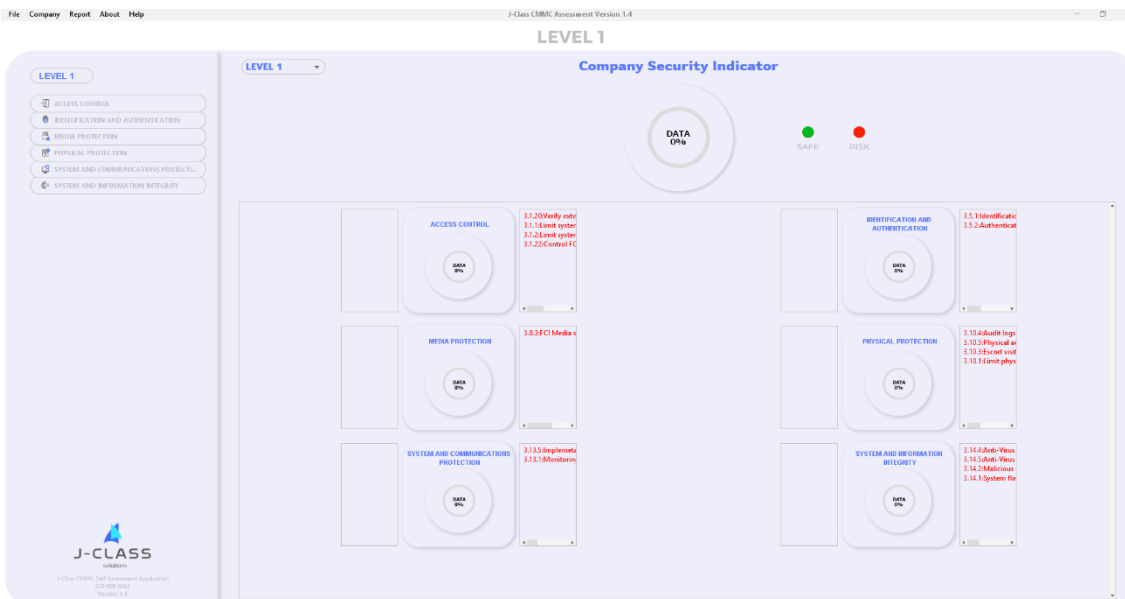 File Company Report About Help
J-Class CMMC Assessment Version 1.4
LEVEL 1
LEVEL 1
ACCESS CONTROL
IDENTIFICATION AND AUTHENTICATION
MEDIA PROTECTION
PHYSICAL PROTECTION
SYSTEM AND COMMUNICATIONS PROTECTI...
SYSTEM AND INFORMATION INTEGRITY
J-CLASS
solutions
J-Class CMMC Self Assessment Application
Version 1.4
LEVEL 1
Company Security Indicator
DATA
0%
SAFE
RISK
ACCESS CONTROL
DATA
0%
3.1.20:Verify exte
3.1.1:Limit system
3.1.2:Limit system
3.1.22:Control FC
IDENTIFICATION AND
AUTHENTICATION
DATA
0%
3.5.1:Identificatio
3.5.2:Authenticat
MEDIA PROTECTION
DATA
0%
3.8.3:FCI Media s
PHYSICAL PROTECTION
DATA
0%
3.10.4:Audit logs
3.10.5:Physical ac
3.10.3:Escort visit
3.10.1:Limit phys
SYSTEM AND COMMUNICATIONS
PROTECTION
DATA
0%
3.13.5:Implemeta
3.13.1:Monitorin
SYSTEM AND INFORMATION
INTEGRITY
DATA
0%
3.14.4:Anti-Virus
3.14.5:Anti-Virus
3.14.2:Malicious
3.14.1:System fla